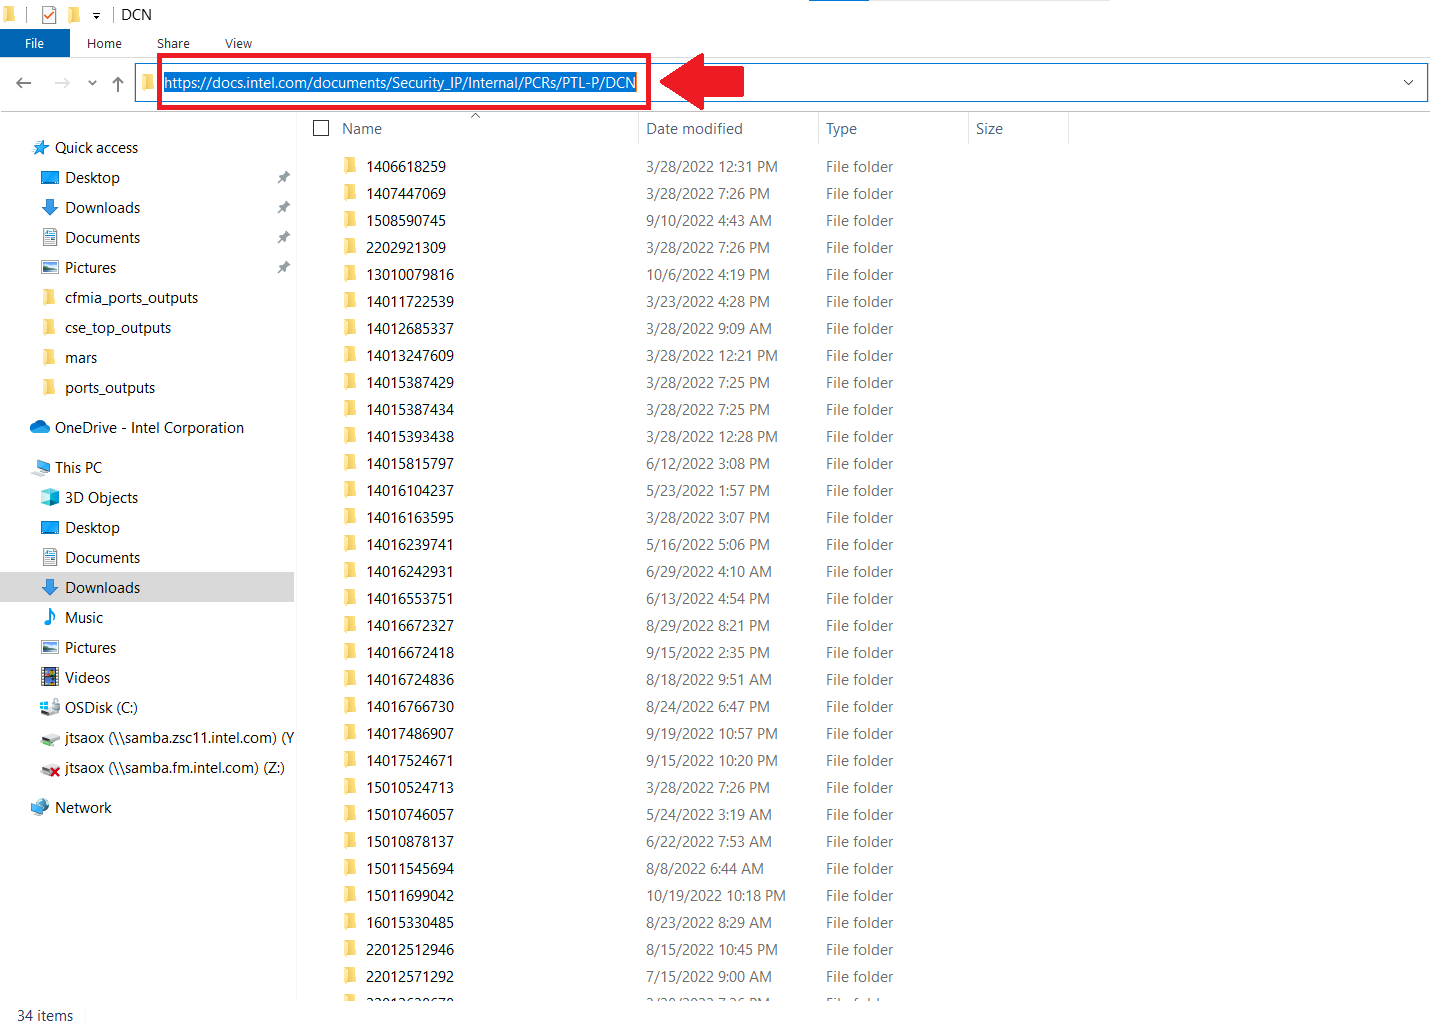 DCN
File Home Share View
https://docs.intel.com/documents/Security_IP/Internal/PCRs/PTL-P/DCN
Quick access
Desktop
Downloads
Documents
Pictures
cfmia_ports_outputs
cse_top_outputs
mars
ports_outputs
OneDrive - Intel Corporation
This PC
3D Objects
Desktop
Documents
Downloads
Music
Pictures
Videos
OSDisk (C:)
jtsaox (\\samba.zsc11.intel.com) (Y
jtsaox (\\samba.fm.intel.com) (Z:)
Network
Name Date modified Type Size
1406618259 3/28/2022 12:31 PM File folder
1407447069 3/28/2022 7:26 PM File folder
1508590745 9/10/2022 4:43 AM File folder
2202921309 3/28/2022 7:26 PM File folder
13010079816 10/6/2022 4:19 PM File folder
14011722539 3/23/2022 4:28 PM File folder
14012685337 3/28/2022 9:09 AM File folder
14013247609 3/28/2022 12:21 PM File folder
14015387429 3/28/2022 7:25 PM File folder
14015387434 3/28/2022 7:25 PM File folder
14015393438 3/28/2022 12:28 PM File folder
14015815797 6/12/2022 3:08 PM File folder
14016104237 5/23/2022 1:57 PM File folder
14016163595 3/28/2022 3:07 PM File folder
14016239741 5/16/2022 5:06 PM File folder
14016242931 6/29/2022 4:10 AM File folder
14016553751 6/13/2022 4:54 PM File folder
14016672327 8/29/2022 8:21 PM File folder
14016672418 9/15/2022 2:35 PM File folder
14016724836 8/18/2022 9:51 AM File folder
14016766730 8/24/2022 6:47 PM File folder
14017486907 9/19/2022 10:57 PM File folder
14017524671 9/15/2022 10:20 PM File folder
15010524713 3/28/2022 7:26 PM File folder
15010746057 5/24/2022 3:19 AM File folder
15010878137 6/22/2022 7:53 AM File folder
15011545694 8/8/2022 6:44 AM File folder
15011699042 10/19/2022 10:18 PM File folder
16015330485 8/23/2022 8:29 AM File folder
22012512946 8/15/2022 10:45 PM File folder
22012571292 7/15/2022 9:00 AM File folder
34 items